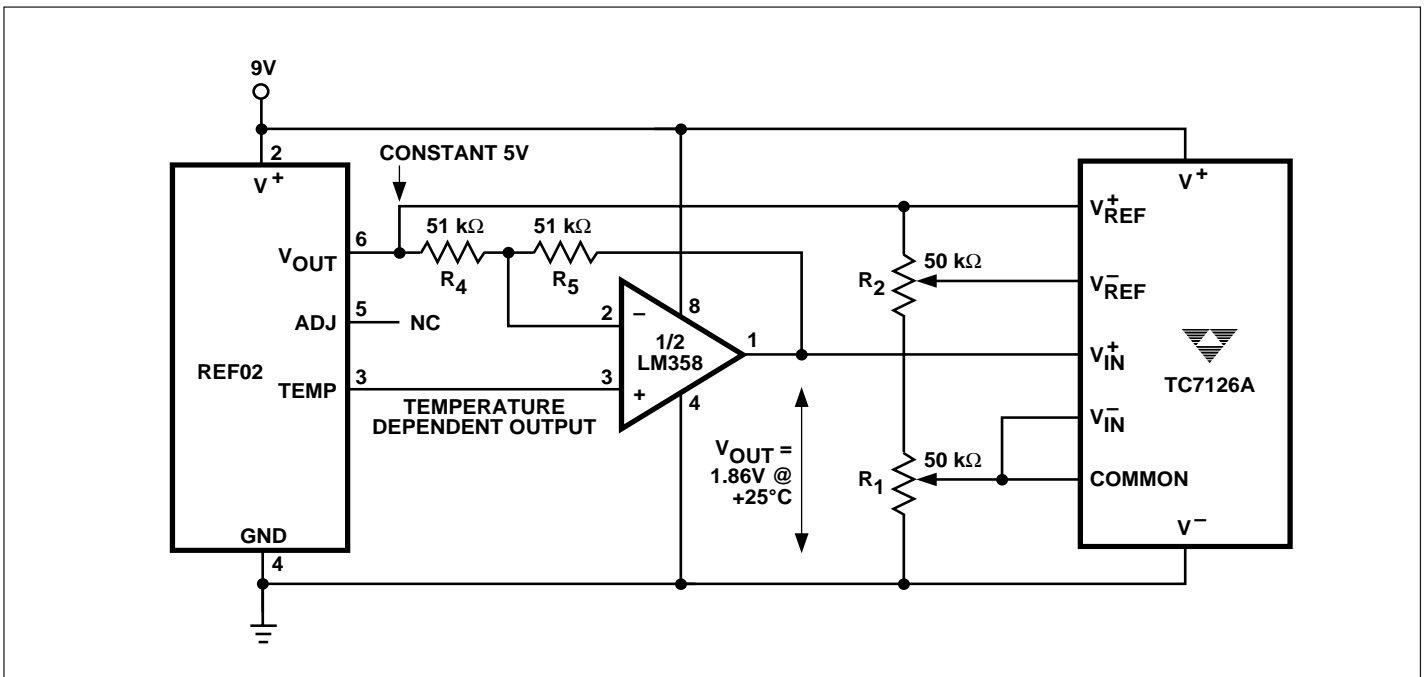 9V
2
V+
CONSTANT 5V
51 kΩ
51 kΩ
6
VOUT
R4
R5
ADJ
5
NC
REF02
TEMP
3
TEMPERATURE
DEPENDENT OUTPUT
2
–
8
1/2
LM358
1
3
+
4
VOUT =
1.86V @
+25°C
50 kΩ
R2
50 kΩ
R1
V+
V+REF
V–REF
V+IN
TC7126A
V–IN
COMMON
V–
GND
4